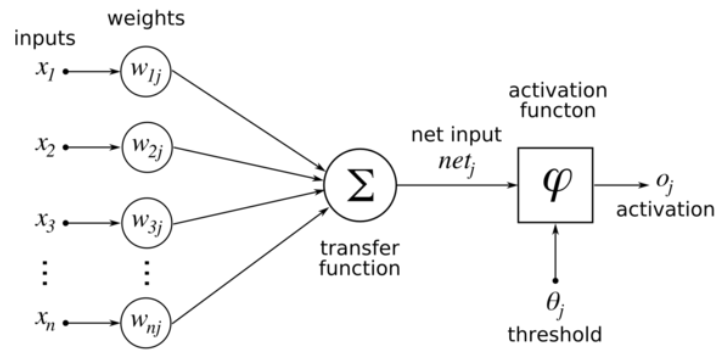 weights
inputs
x1 w1j
x2 w2j
x3 w3j
⋮ ⋮
xn wnj
Σ
transfer
function
net input
netj
activation
functon
φ
oj
activation
θj
threshold